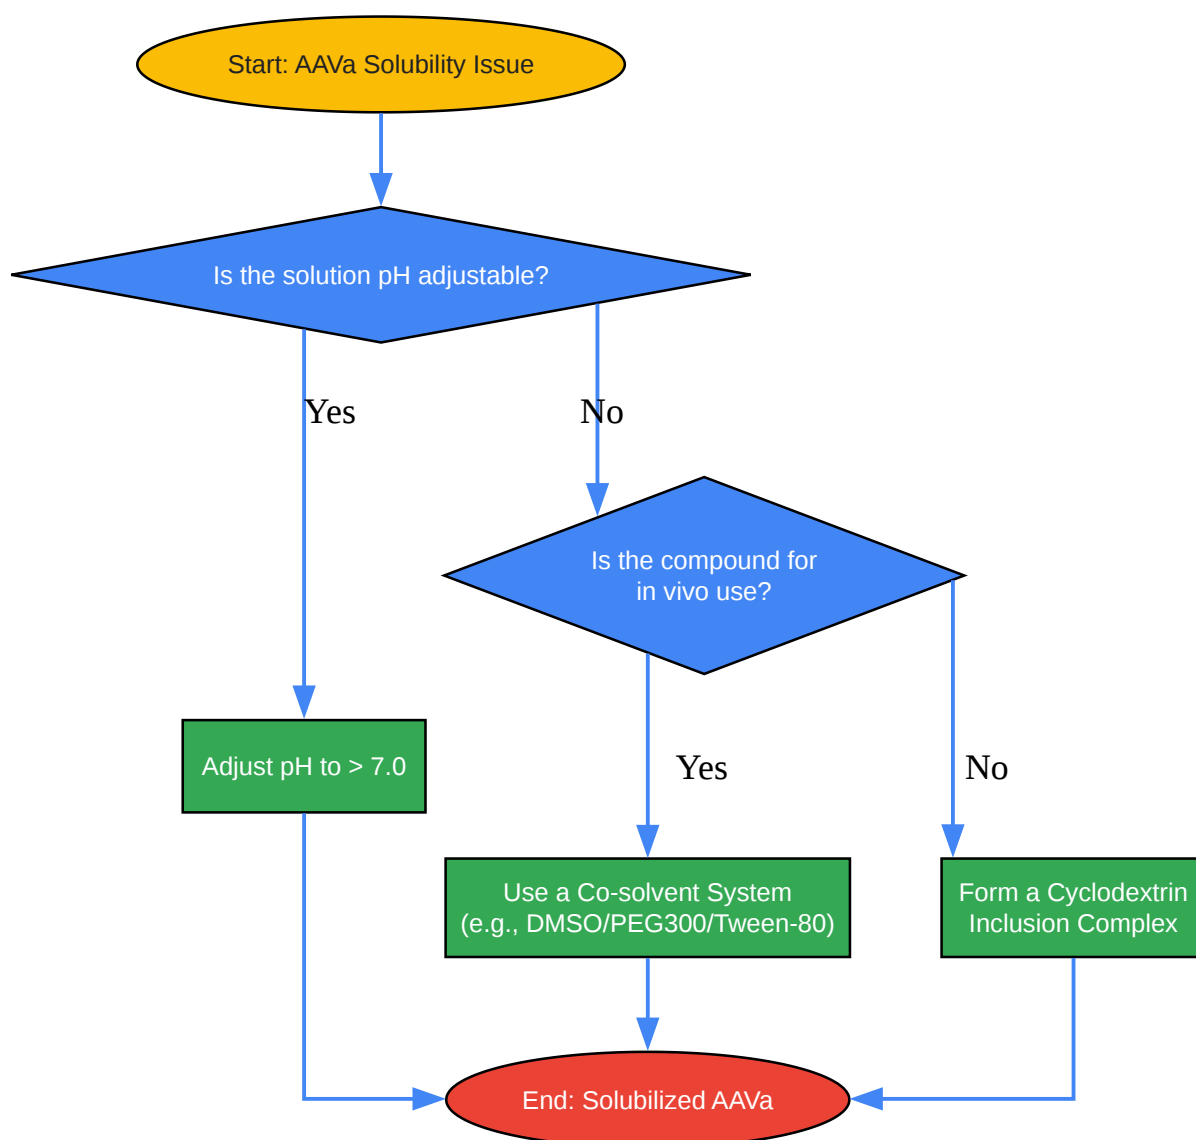 Start: AAVa Solubility Issue
Is the solution pH adjustable?
Yes
No
Is the compound for
in vivo use?
Adjust pH to > 7.0
Yes
No
Use a Co-solvent System
(e.g., DMSO/PEG300/Tween-80)
Form a Cyclodextrin
Inclusion Complex
End: Solubilized AAVa